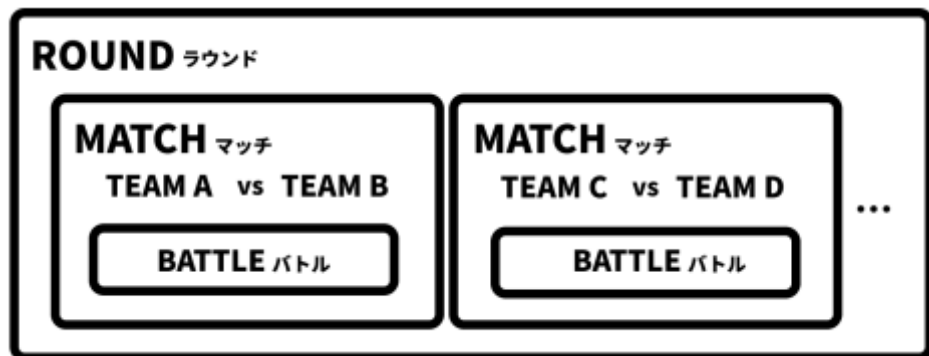 ROUND ラウンド
MATCH マッチ
TEAM A vs TEAM B
BATTLE バトル
MATCH マッチ
TEAM C vs TEAM D
BATTLE バトル
...